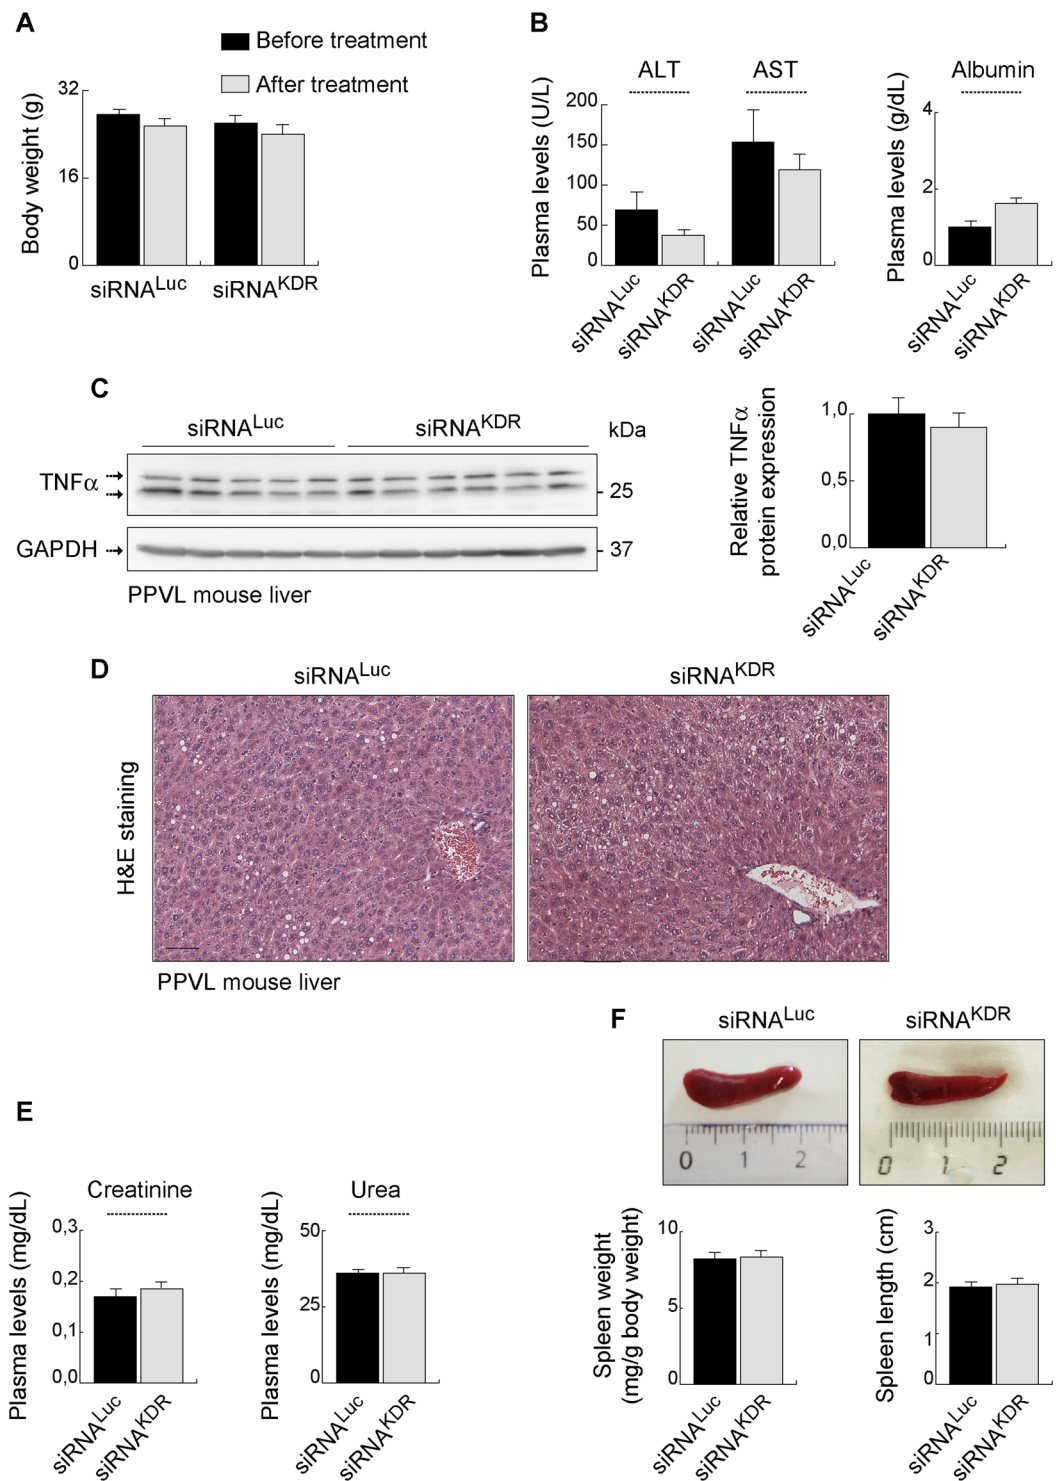 A
Before treatment
After treatment
Body weight (g)
32
16
0
siRNALuc
siRNAKDR
B
ALT
AST
Plasma levels (U/L)
200
150
100
50
0
siRNALuc
siRNAKDR
siRNALuc
siRNAKDR
Albumin
Plasma levels (g/dL)
4
2
0
siRNALuc
siRNAKDR
C
siRNALuc
siRNAKDR
kDa
TNFα
25
GAPDH
37
PPVL mouse liver
Relative TNFα
protein expression
1,0
0,5
0,0
siRNALuc
siRNAKDR
D
siRNALuc
siRNAKDR
H&E staining
PPVL mouse liver
E
Creatinine
Plasma levels (mg/dL)
0,3
0,2
0,1
0,0
siRNALuc
siRNAKDR
Urea
Plasma levels (mg/dL)
50
25
0
siRNALuc
siRNAKDR
F
siRNALuc
siRNAKDR
0 1 2
0 1 2
Spleen weight
(mg/g body weight)
10
5
0
siRNALuc
siRNAKDR
Spleen length (cm)
3
2
1
0
siRNALuc
siRNAKDR